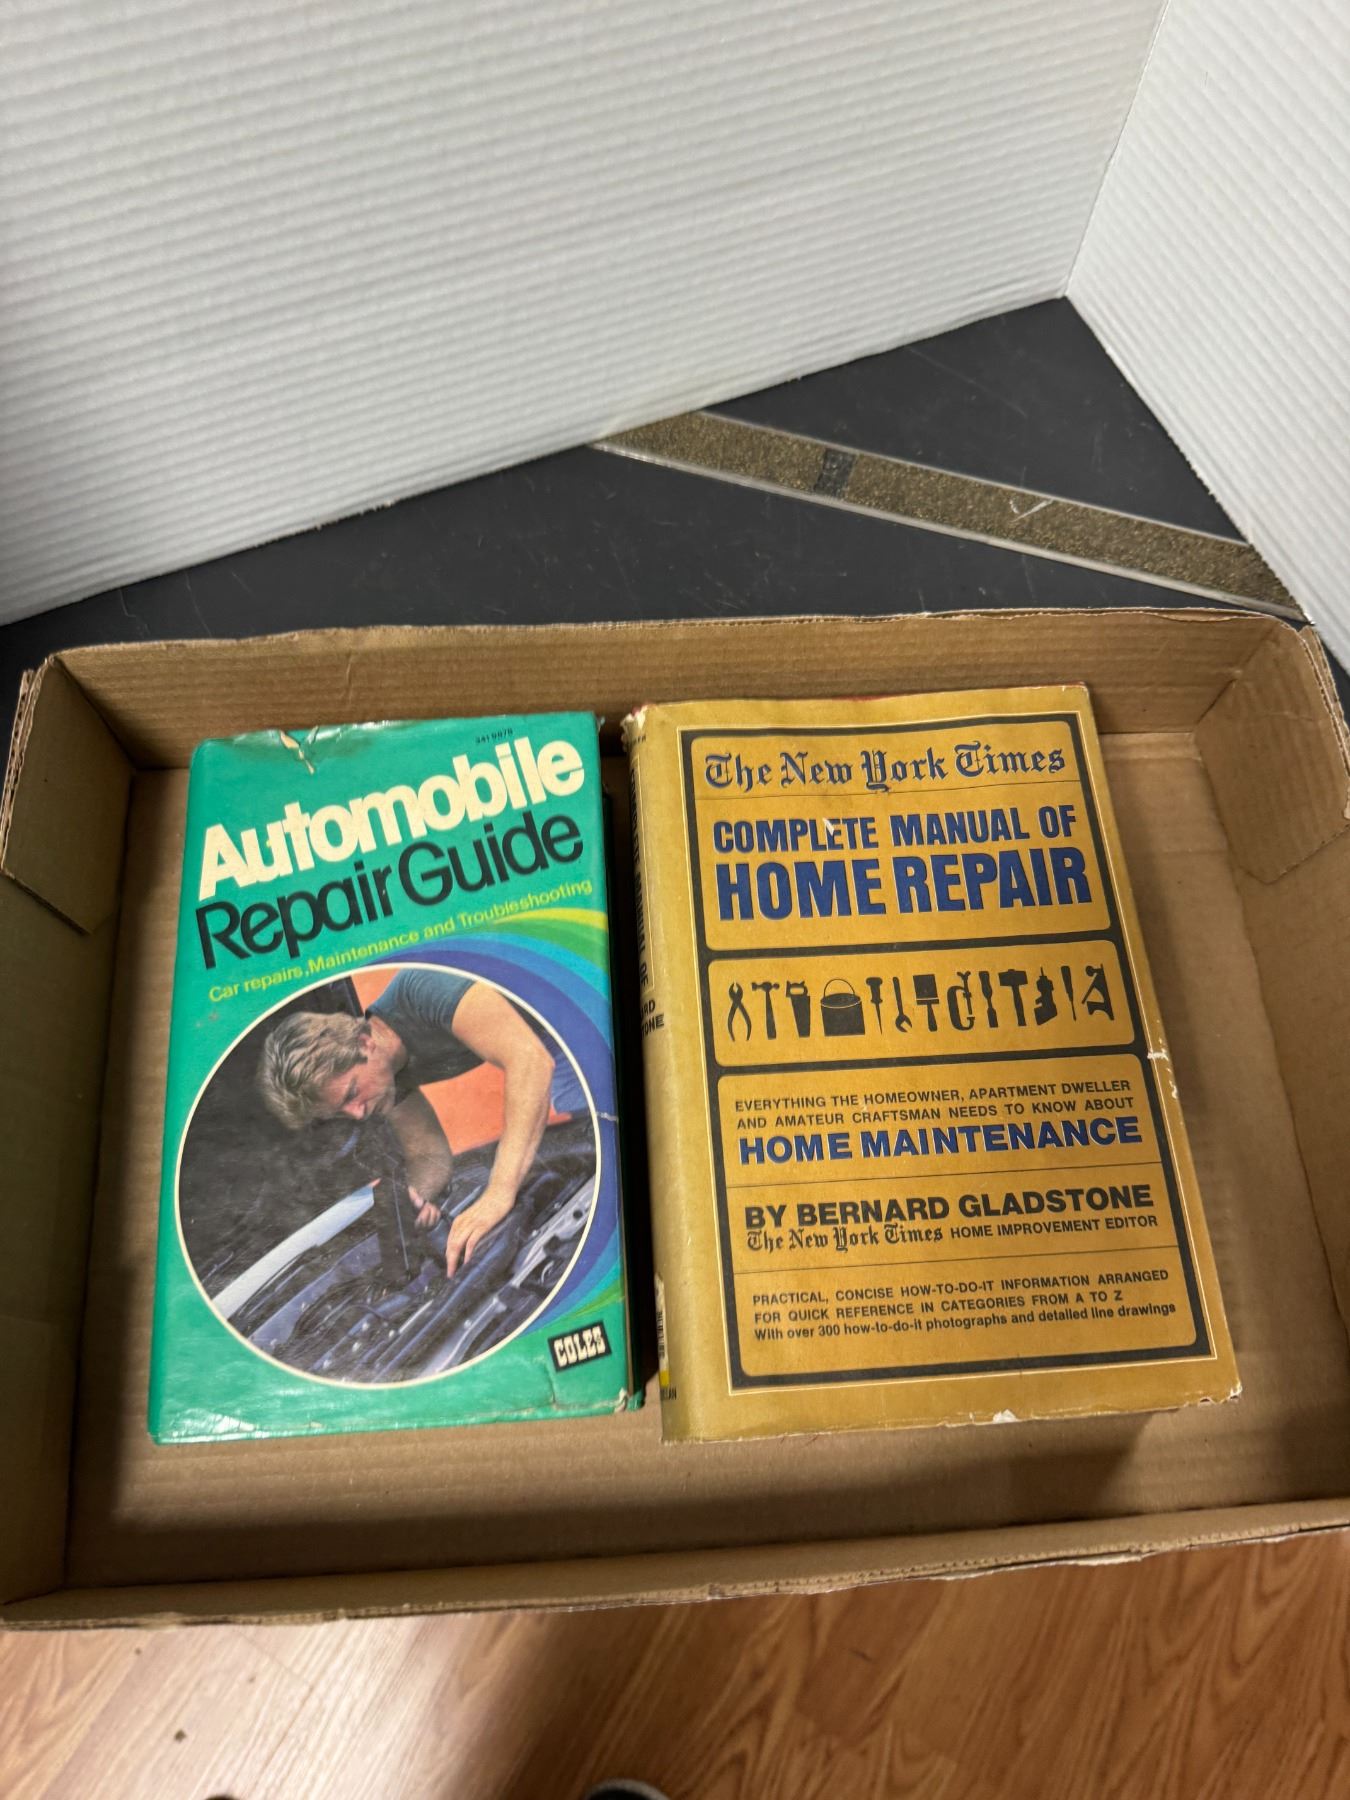 3419878
Automobile
Repair Guide
Car repairs, Maintenance and Troubleshooting
COLES
The New York Times
COMPLETE MANUAL OF
HOME REPAIR
EVERYTHING THE HOMEOWNER, APARTMENT DWELLER
AND AMATEUR CRAFTSMAN NEEDS TO KNOW ABOUT
HOME MAINTENANCE
BY BERNARD GLADSTONE
The New York Times HOME IMPROVEMENT EDITOR
PRACTICAL, CONCISE HOW-TO-DO-IT INFORMATION ARRANGED
FOR QUICK REFERENCE IN CATEGORIES FROM A TO Z
With over 300 how-to-do-it photographs and detailed line drawings